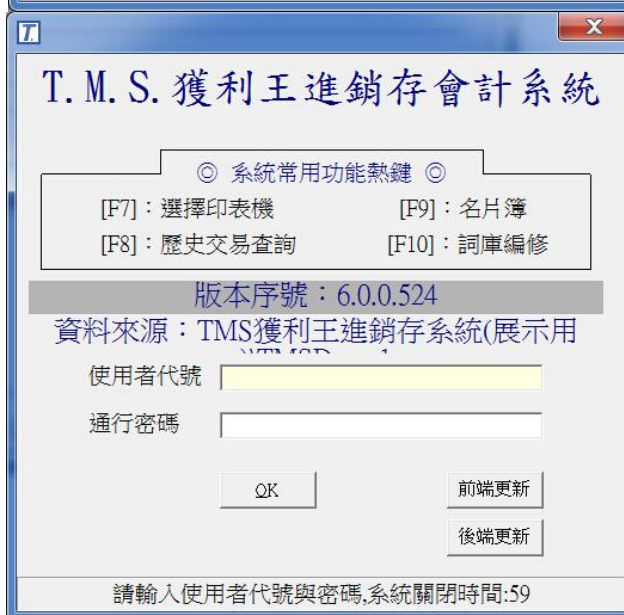 T.M.S.獲利王進銷存會計系統
◎ 系統常用功能熱鍵 ◎
[F7]：選擇印表機 [F9]：名片簿
[F8]：歷史交易查詢 [F10]：詞庫編修
版本序號：6.0.0.524
資料來源：TMS獲利王進銷存系統(展示用
使用者代號
通行密碼
OK 前端更新
後端更新
請輸入使用者代號與密碼,系統關閉時間:59